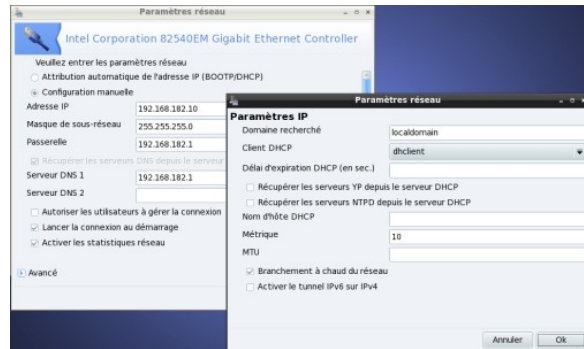 Paramètres réseau
Intel Corporation 82540EM Gigabit Ethernet Controller
Veuillez entrer les paramètres réseau
Attribution automatique de l'adresse IP (BOOTP/DHCP)
Configuration manuelle
Adresse IP 192.168.182.10
Masque de sous-réseau 255.255.255.0
Passerelle 192.168.182.1
Récupérer les serveurs DNS depuis le serveur
Serveur DNS 1 192.168.182.1
Serveur DNS 2
Autoriser les utilisateurs à gérer la connexion
Lancer la connexion au démarrage
Activer les statistiques réseau
Avancé
Paramètres réseau
Paramètres IP
Domaine recherché localdomain
Client DHCP dhclient
Délai d'expiration DHCP (en sec.)
Récupérer les serveurs YP depuis le serveur DHCP
Récupérer les serveurs NTPD depuis le serveur DHCP
Nom d'hôte DHCP
Métrique 10
MTU
Branchement à chaud du réseau
Activer le tunnel IPv6 sur IPv4
Annuler Ok